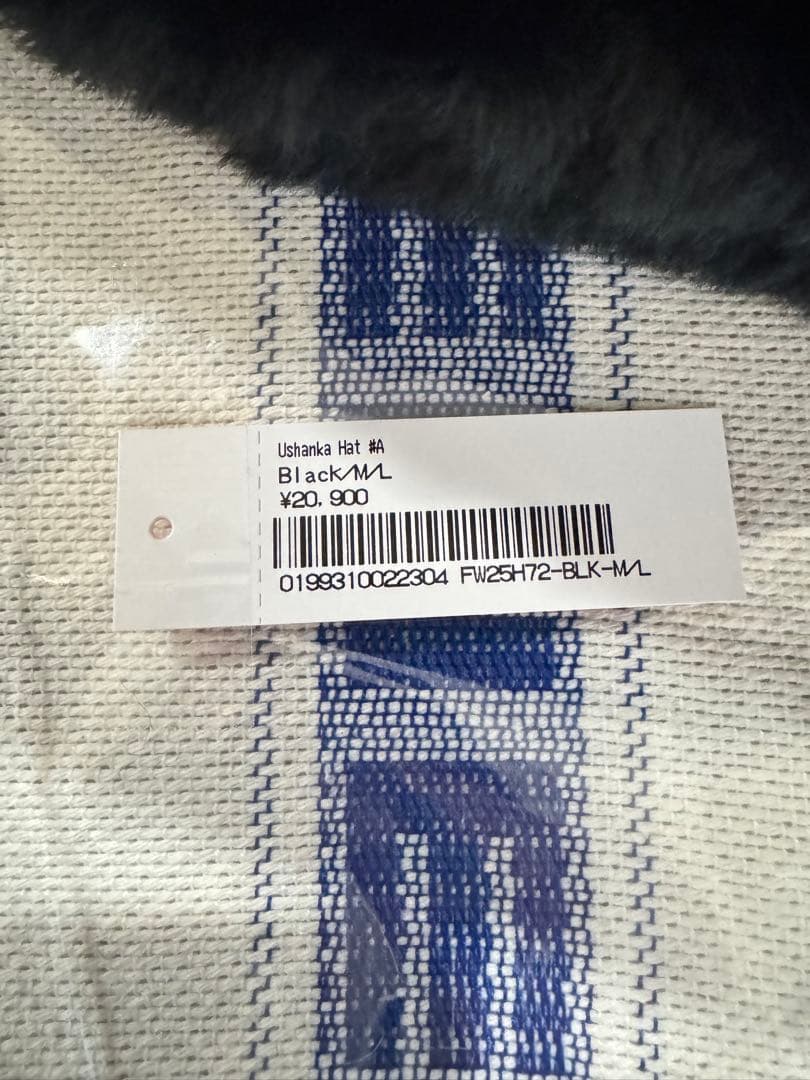 Ushanka Hat #A
Black/M/L
¥20,900
0199310022304 FW25H72-BLK-M/L